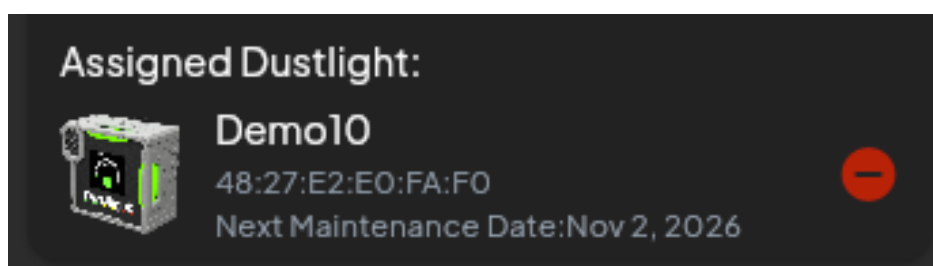 Assigned Dustlight:
Demo10
48:27:E2:E0:FA:F0
Next Maintenance Date:Nov 2, 2026